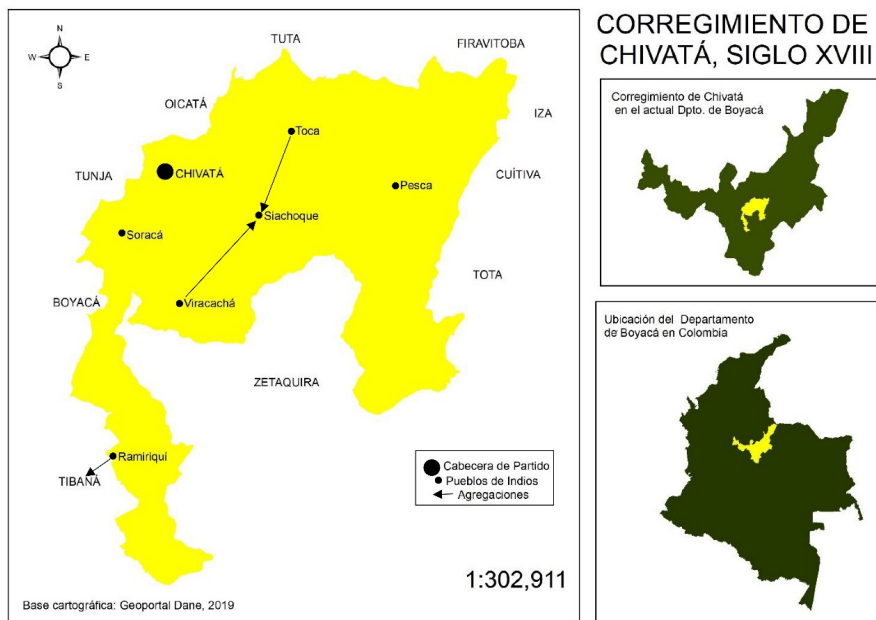 CORREGIMIENTO DE
CHIVATÁ, SIGLO XVIII
N
W
E
S
TUTA
FIRAVITOBA
OICATÁ
IZA
Toca
TUNJA
CHIVATÁ
CUÍTIVA
Pesca
Siachoque
Soracá
TOTA
BOYACÁ
Viracachá
ZETAQUIRA
Ramiriquí
TIBANÁ
Cabecera de Partido
Pueblos de Indios
Agregaciones
1:302,911
Base cartográfica: Geoportal Dane, 2019
Corregimiento de Chivatá
en el actual Dpto. de Boyacá
Ubicación del Departamento
de Boyacá en Colombia